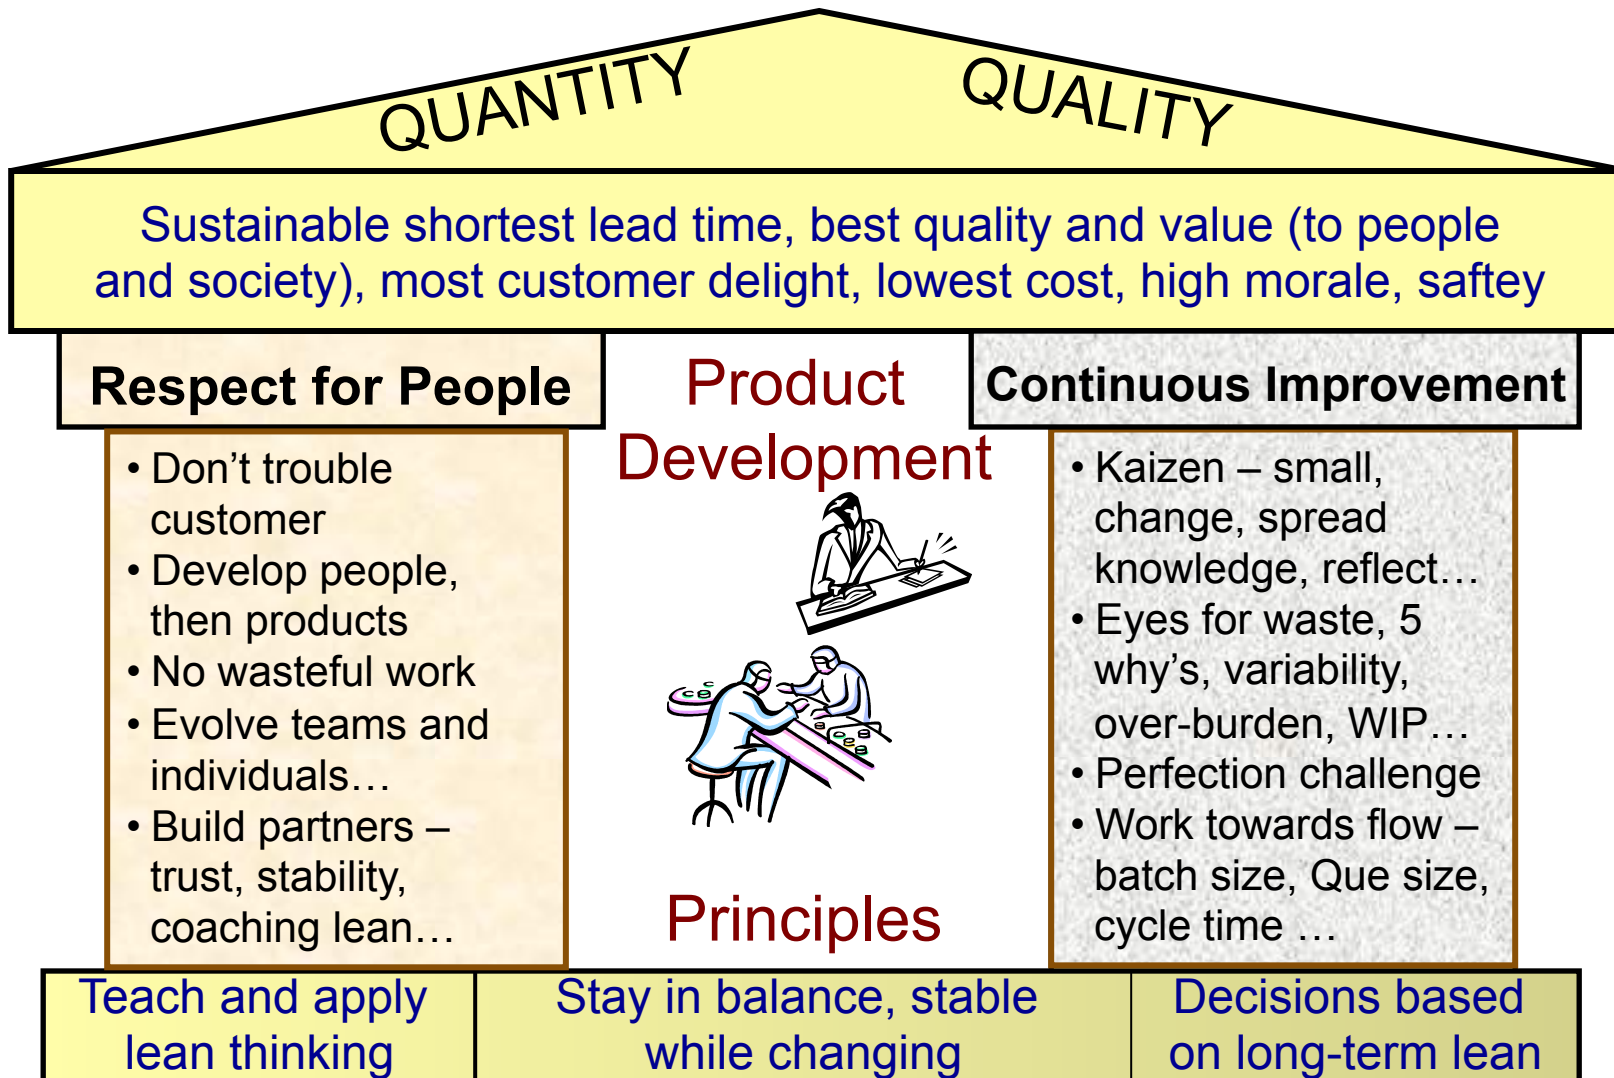 QUANTITY
QUALITY
Sustainable shortest lead time, best quality and value (to people
and society), most customer delight, lowest cost, high morale, saftey
Respect for People
• Don’t trouble
customer
• Develop people,
then products
• No wasteful work
• Evolve teams and
individuals…
• Build partners –
trust, stability,
coaching lean…
Product
Development
Principles
Continuous Improvement
• Kaizen – small,
change, spread
knowledge, reflect…
• Eyes for waste, 5
why’s, variability,
over-burden, WIP…
• Perfection challenge
• Work towards flow –
batch size, Que size,
cycle time …
Teach and apply
lean thinking
Stay in balance, stable
while changing
Decisions based
on long-term lean